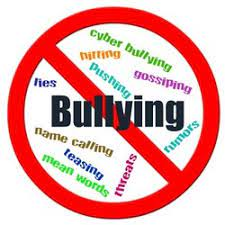 cyber bullying
hitting
gossiping
pushing
lies
Bullying
rumors
name calling
teasing
threats
mean words